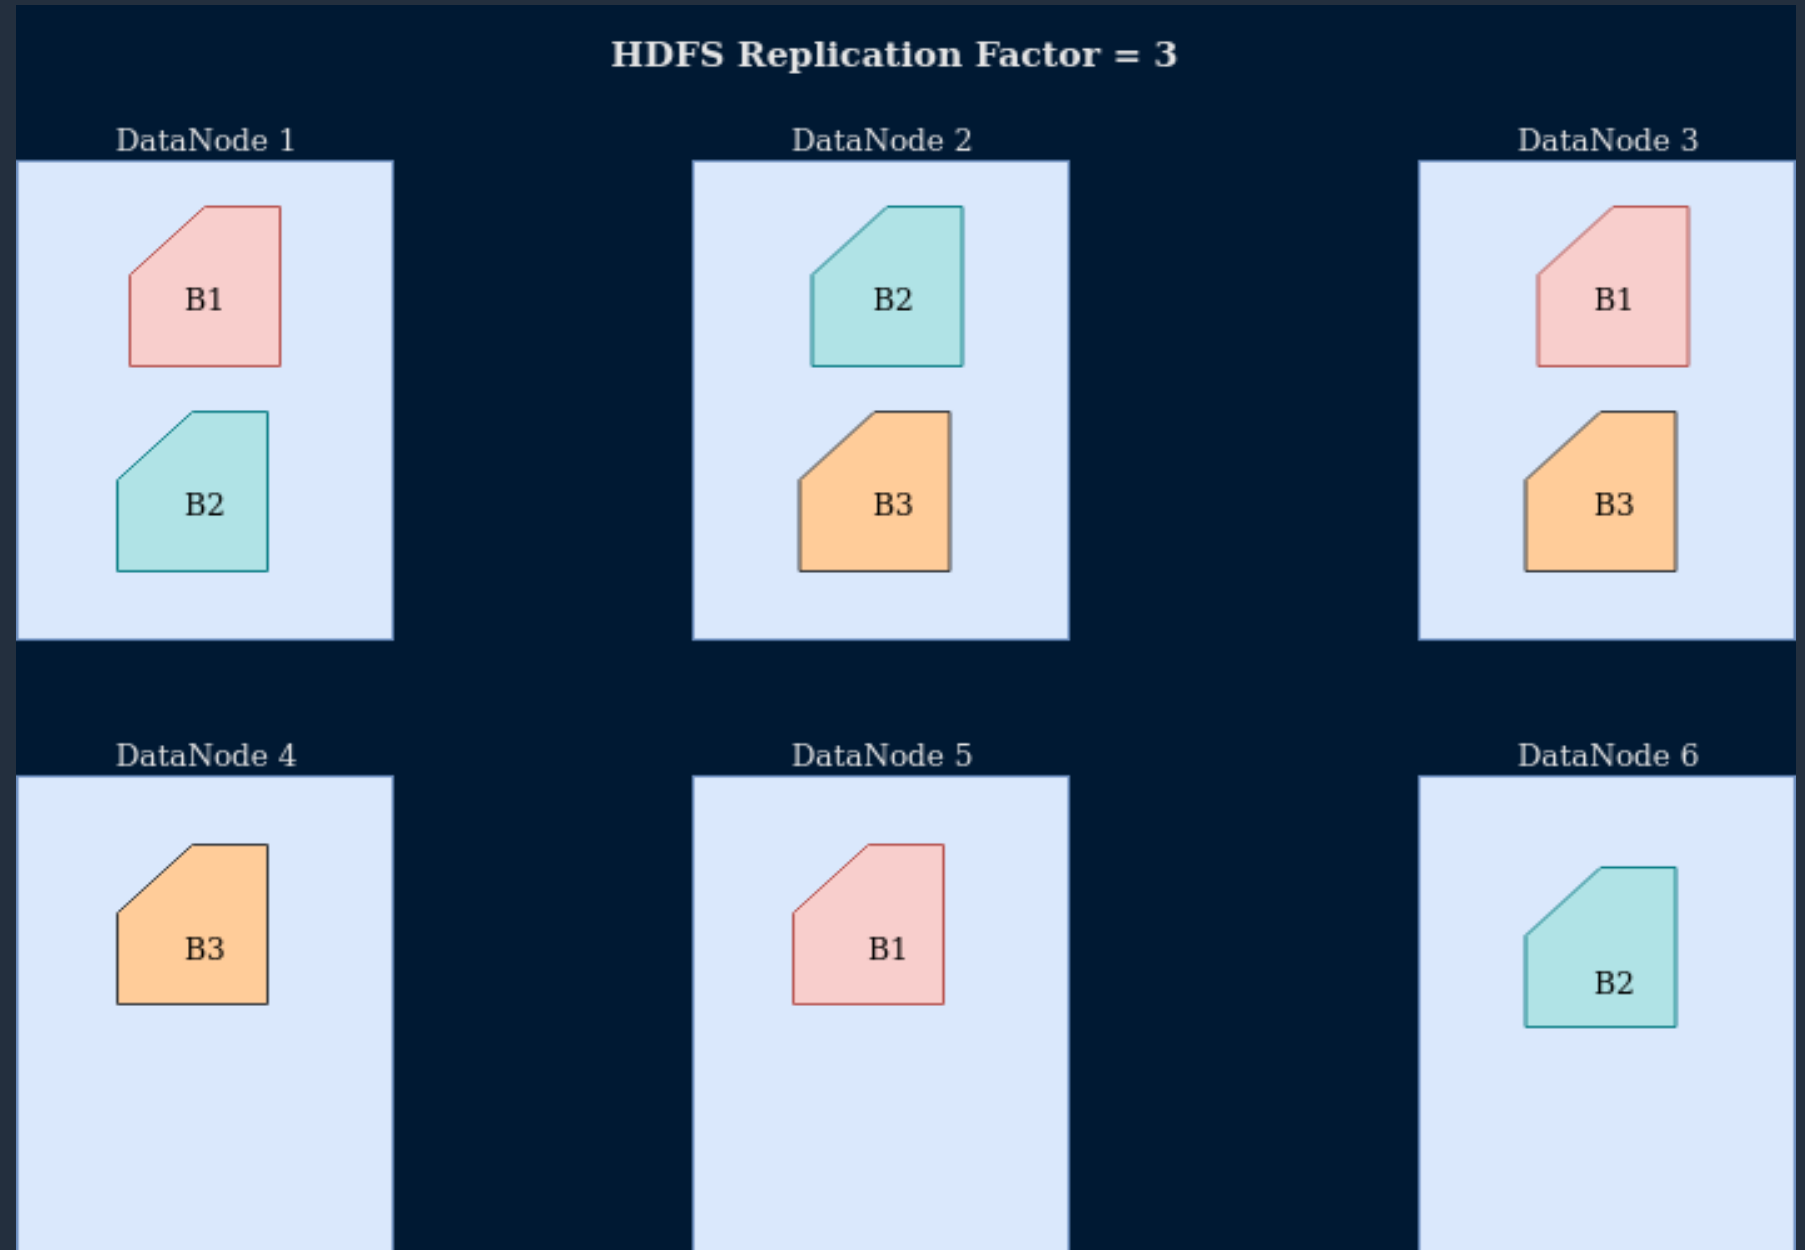 HDFS Replication Factor = 3
DataNode 1
DataNode 2
DataNode 3
B1
B2
B1
B2
B3
B3
DataNode 4
DataNode 5
DataNode 6
B3
B1
B2